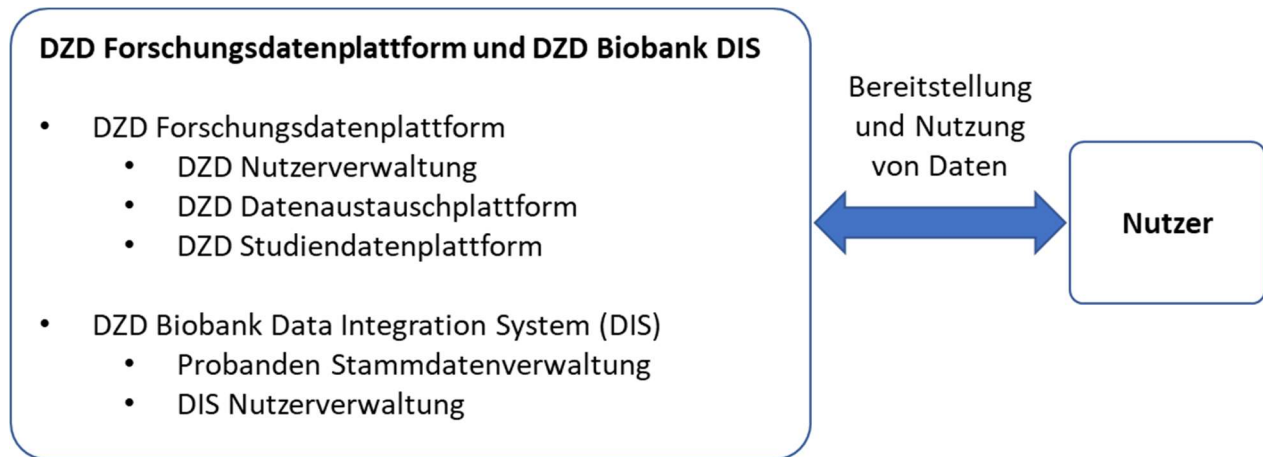 DZD Forschungsdatenplattform und DZD Biobank DIS
• DZD Forschungsdatenplattform
• DZD Nutzerverwaltung
• DZD Datenaustauschplattform
• DZD Studiendatenplattform
• DZD Biobank Data Integration System (DIS)
• Probanden Stammdatenverwaltung
• DIS Nutzerverwaltung
Bereitstellung
und Nutzung
von Daten
Nutzer